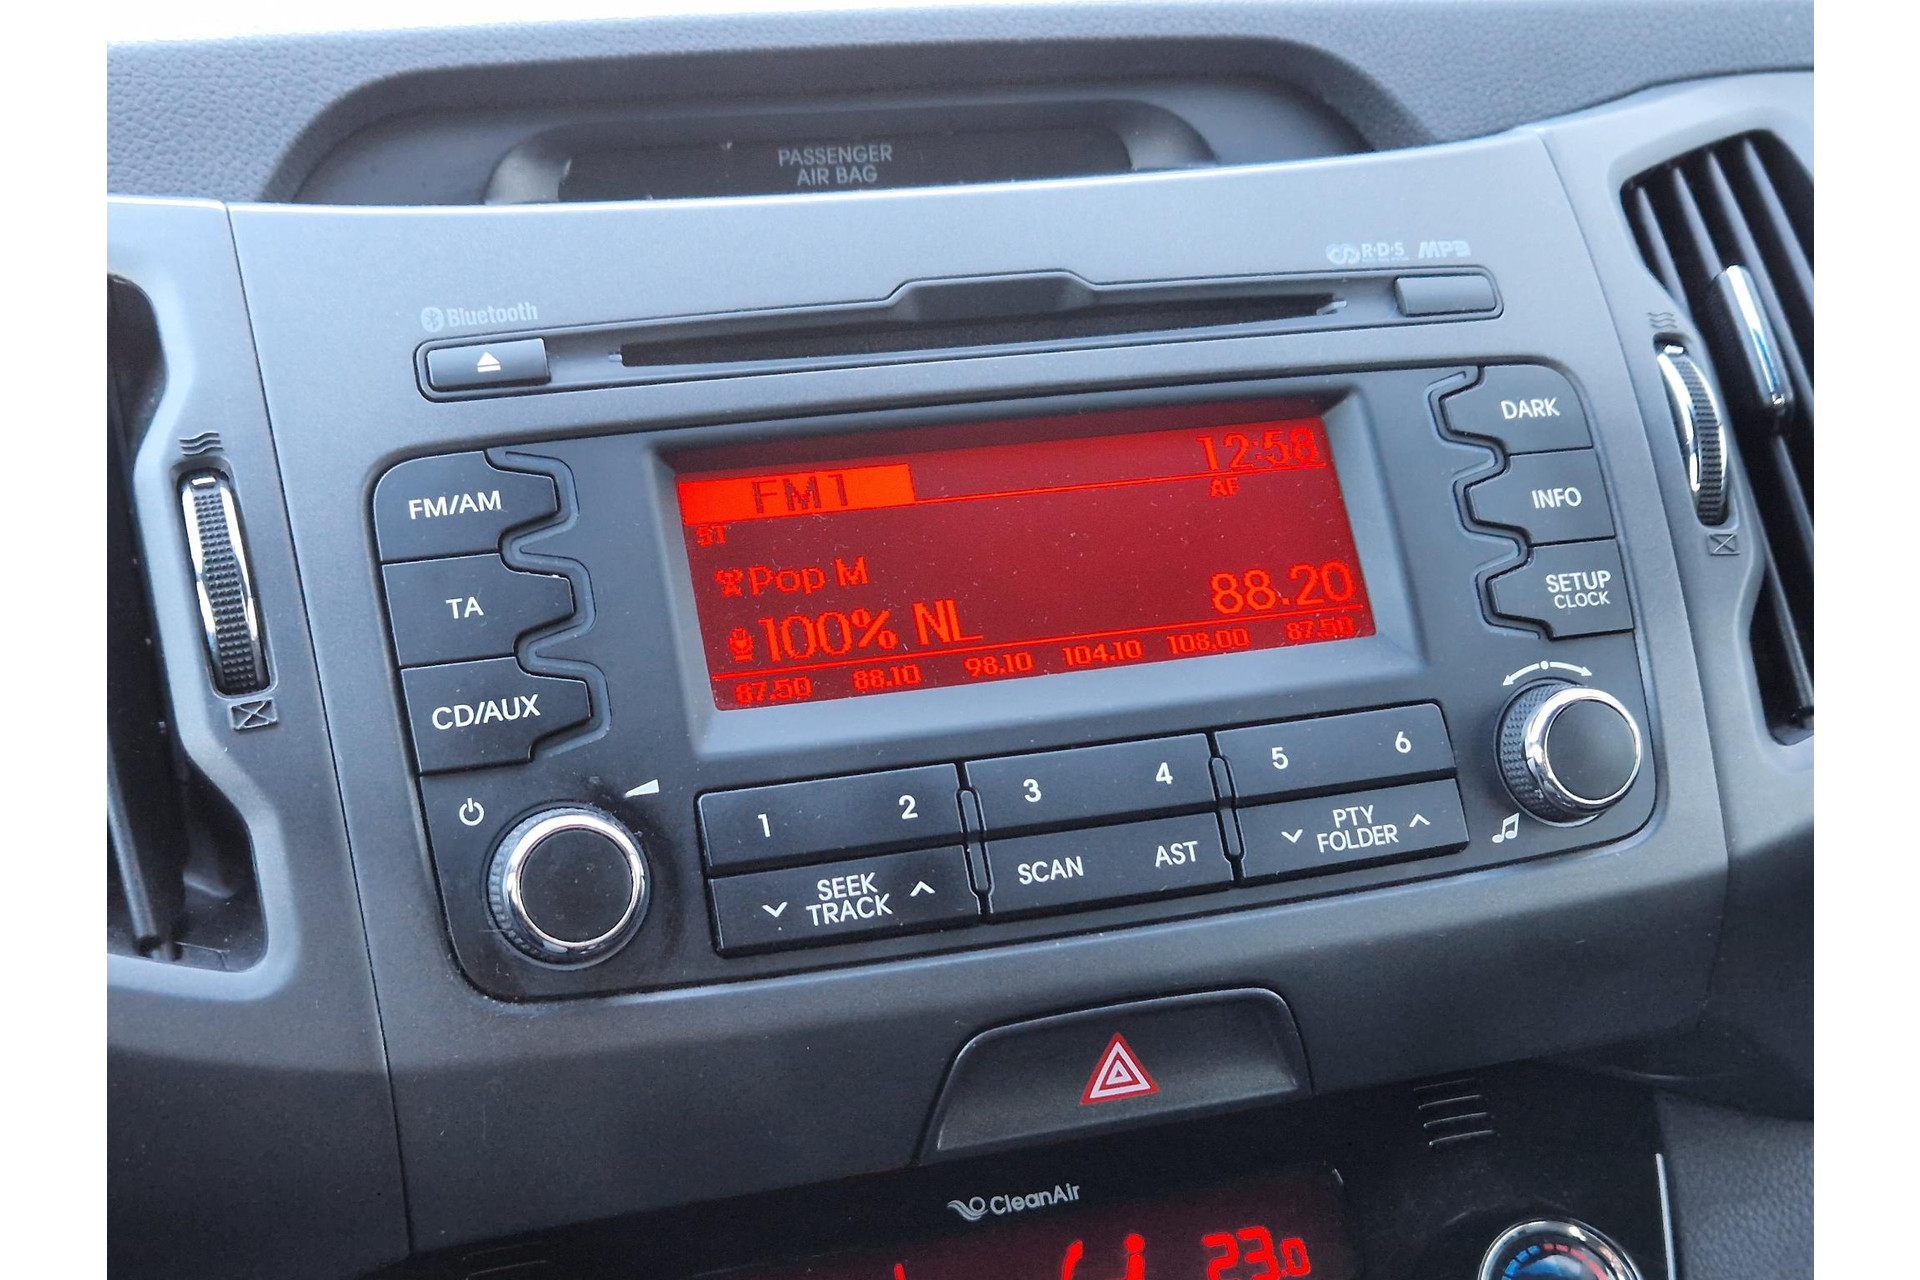 PASSENGER
AIR BAG
R·D·S MP3
Bluetooth
DARK
FM1 12:58
AF
FM/AM
INFO
ST
Pop M
SETUP
CLOCK
TA
100% NL 88.20
87.50 88.10 98.10 104.10 108.00 87.50
CD/AUX
1 2 3 4 5 6
SEEK
TRACK
SCAN AST
PTY
FOLDER
CleanAir
23.0